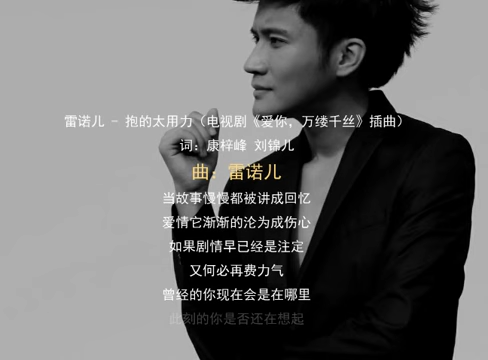 雷诺儿 - 抱的太用力（电视剧《爱你，万缕千丝》插曲）
词：康梓峰 刘锦儿
曲：雷诺儿
当故事慢慢都被讲成回忆
爱情它渐渐的沦为成伤心
如果剧情早已经是注定
又何必再费力气
曾经的你现在会是在哪里
此刻的你是否还在想起